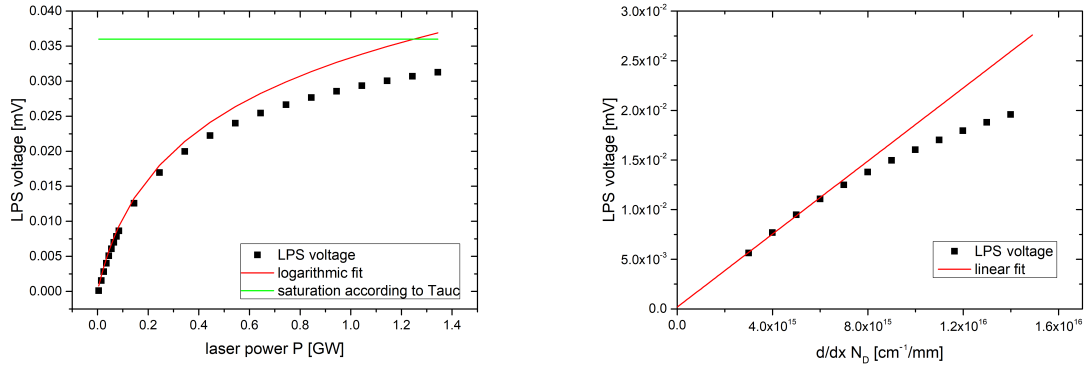 0.040
0.035
0.030
0.025
0.020
0.015
0.010
0.005
0.000
LPS voltage [mV]
LPS voltage
logarithmic fit
saturation according to Tauc
0.0 0.2 0.4 0.6 0.8 1.0 1.2 1.4
laser power P [GW]
3.0x10⁻²
2.5x10⁻²
2.0x10⁻²
1.5x10⁻²
1.0x10⁻²
5.0x10⁻³
0.0
LPS voltage [mV]
LPS voltage
linear fit
0.0 4.0x10¹⁵ 8.0x10¹⁵ 1.2x10¹⁶ 1.6x10¹⁶
d/dx N_D [cm⁻¹/mm]